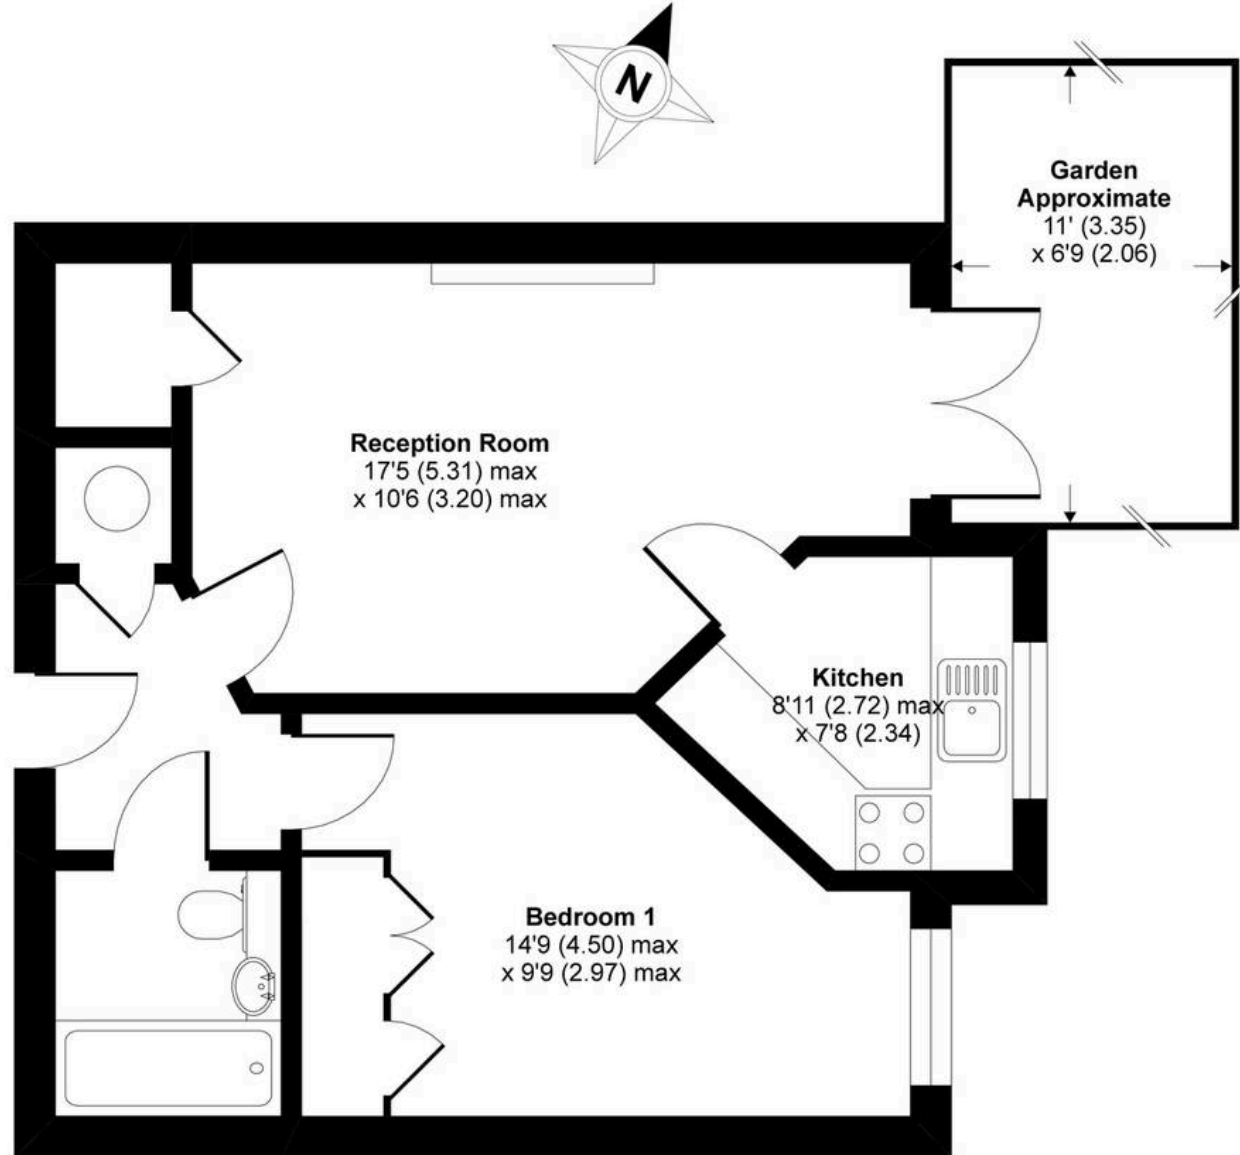 N
Garden
Approximate
11' (3.35)
x 6'9 (2.06)
Reception Room
17'5 (5.31) max
x 10'6 (3.20) max
Kitchen
8'11 (2.72) max
x 7'8 (2.34)
Bedroom 1
14'9 (4.50) max
x 9'9 (2.97) max